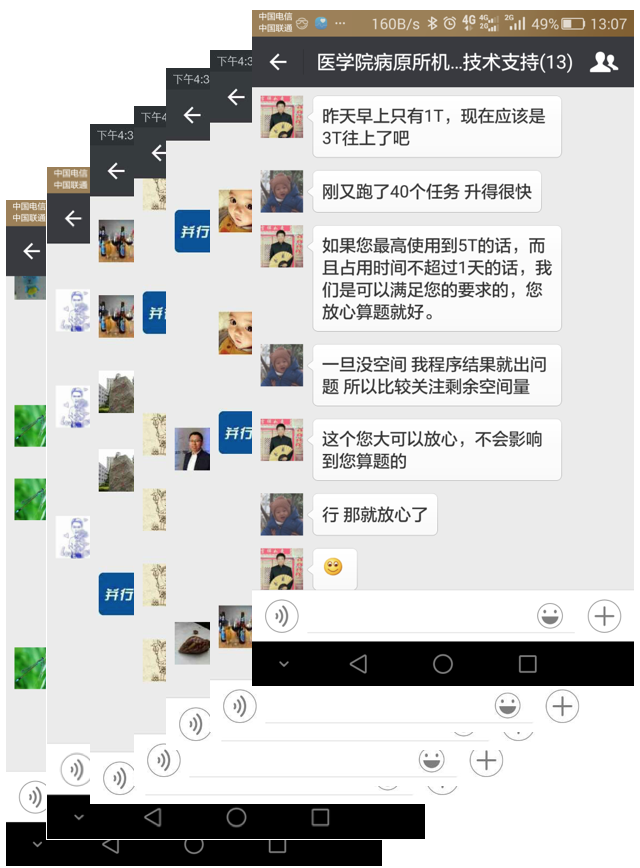 中国电信
中国联通
160B/s 4G 4G 2G 2G 49% 13:07
医学院病原所机...技术支持(13)
昨天早上只有1T，现在应该是
3T往上了吧
刚又跑了40个任务 升得很快
如果您最高使用到5T的话，而
且占用时间不超过1天的话，我
们是可以满足您的要求的，您
放心算题就好。
一旦没空间 我程序结果就出问
题 所以比较关注剩余空间量
这个您大可以放心，不会影响
到您算题的
行 那就放心了
下午4:3
下午4:3
下午4:
下午4:3
中国电信
中国联通
中国电信
中国联通
并行
并行
并行
并行